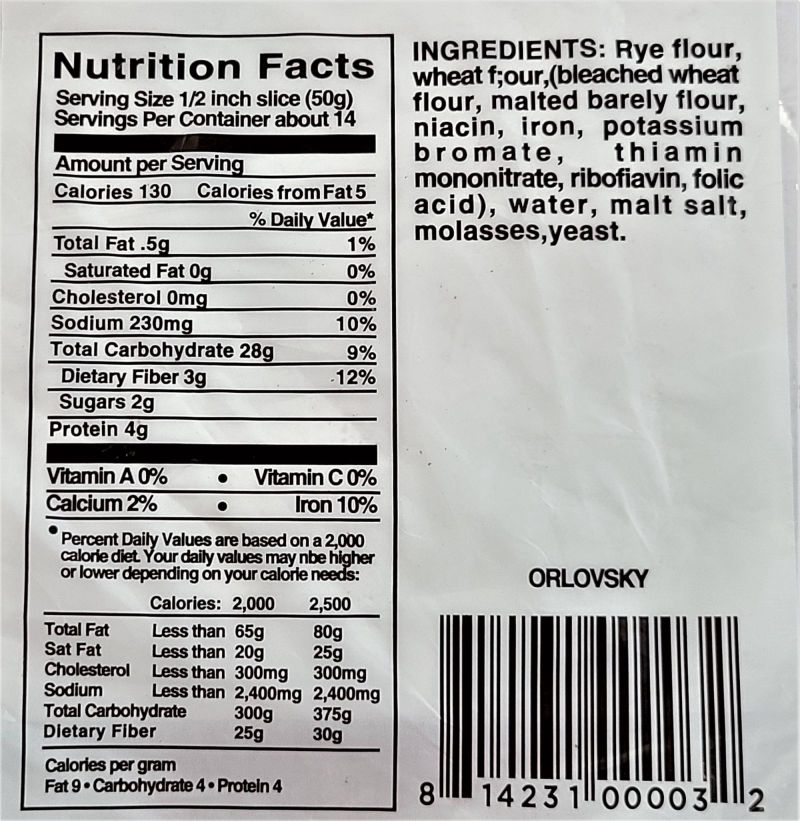 Nutrition Facts
Serving Size 1/2 inch slice (50g)
Servings Per Container about 14
Amount per Serving
Calories 130 Calories from Fat 5
% Daily Value*
Total Fat .5g 1%
Saturated Fat 0g 0%
Cholesterol 0mg 0%
Sodium 230mg 10%
Total Carbohydrate 28g 9%
Dietary Fiber 3g 12%
Sugars 2g
Protein 4g
Vitamin A 0% • Vitamin C 0%
Calcium 2% • Iron 10%
* Percent Daily Values are based on a 2,000
calorie diet. Your daily values may nbe higher
or lower depending on your calorie needs:
Calories: 2,000 2,500
Total Fat Less than 65g 80g
Sat Fat Less than 20g 25g
Cholesterol Less than 300mg 300mg
Sodium Less than 2,400mg 2,400mg
Total Carbohydrate 300g 375g
Dietary Fiber 25g 30g
Calories per gram
Fat 9 • Carbohydrate 4 • Protein 4
INGREDIENTS: Rye flour,
wheat f;our,(bleached wheat
flour, malted barely flour,
niacin, iron, potassium
bromate, thiamin
mononitrate, ribofiavin, folic
acid), water, malt salt,
molasses,yeast.
ORLOVSKY
8 14231 00003 2